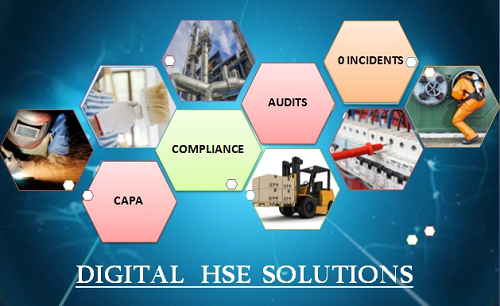 0 INCIDENTS
AUDITS
COMPLIANCE
CAPA
DIGITAL HSE SOLUTIONS